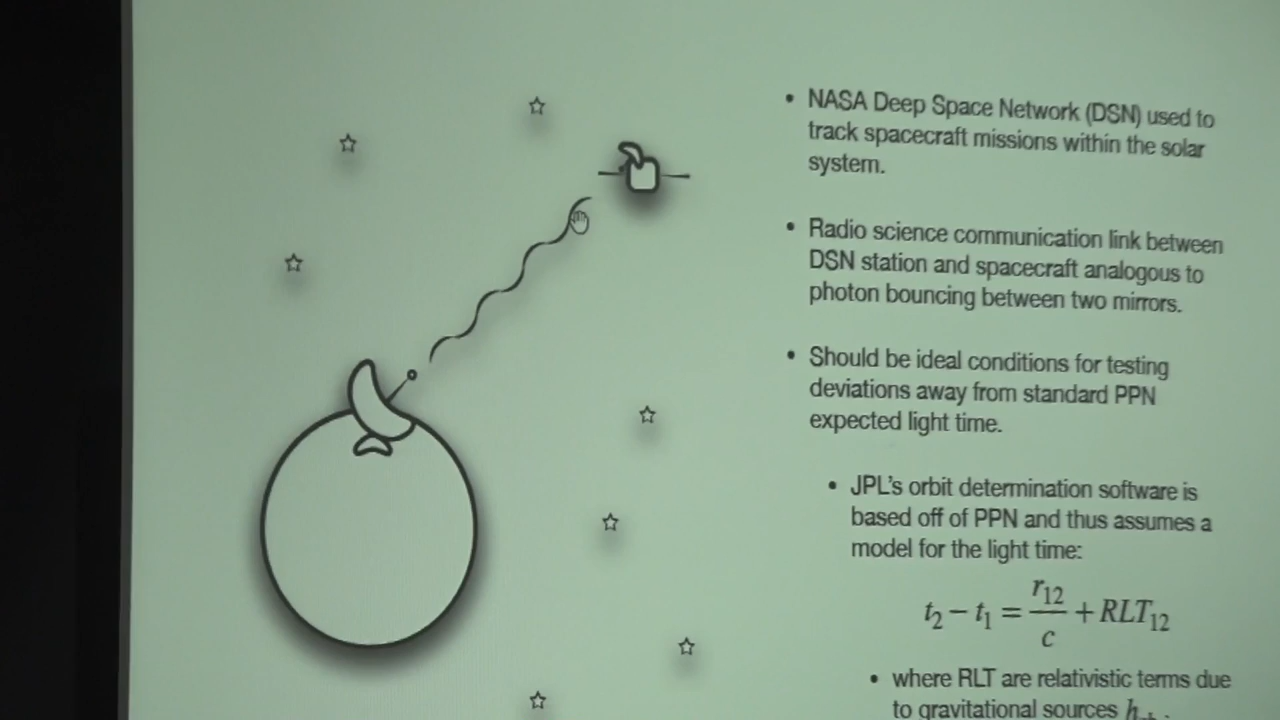 • NASA Deep Space Network (DSN) used to
track spacecraft missions within the solar
system.
• Radio science communication link between
DSN station and spacecraft analogous to
photon bouncing between two mirrors.
• Should be ideal conditions for testing
deviations away from standard PPN
expected light time.
• JPL's orbit determination software is
based off of PPN and thus assumes a
model for the light time:
t₂ − t₁ = r₁₂/c + RLT₁₂
• where RLT are relativistic terms due
to gravitational sources